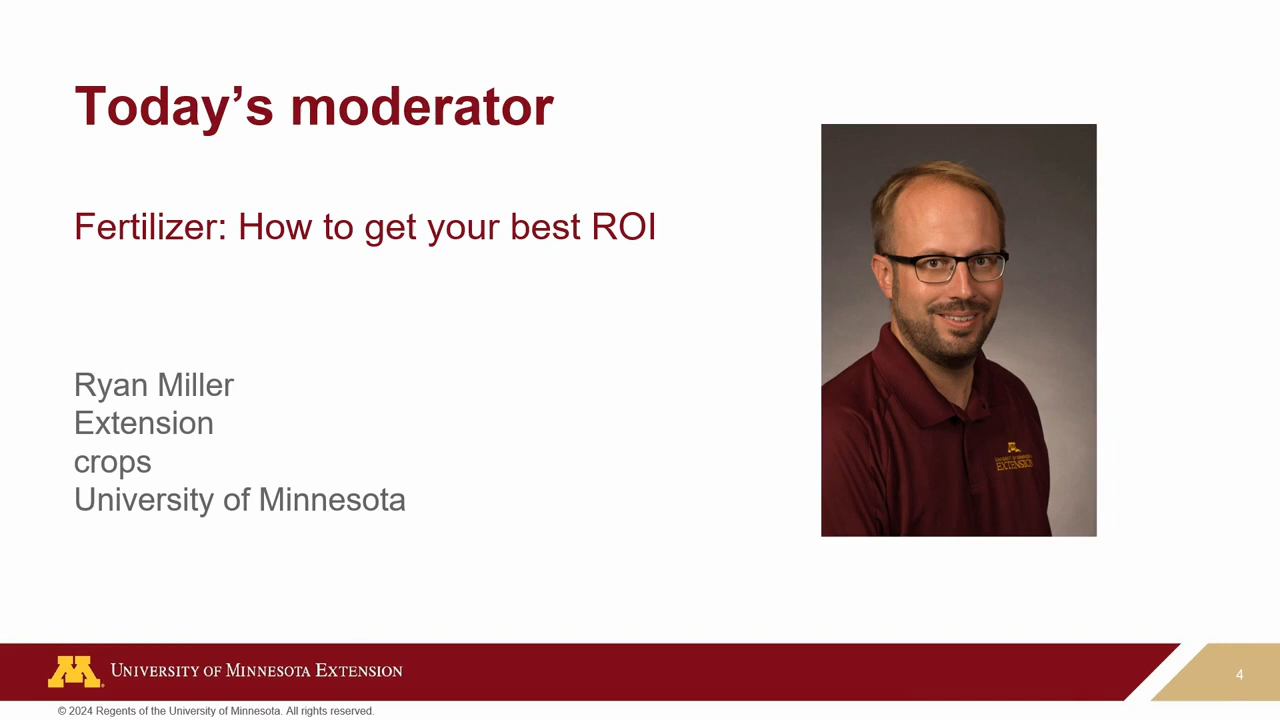 Today’s moderator
Fertilizer: How to get your best ROI
Ryan Miller
Extension
crops
University of Minnesota
EXTENSION
University of Minnesota Extension
4
© 2024 Regents of the University of Minnesota. All rights reserved.